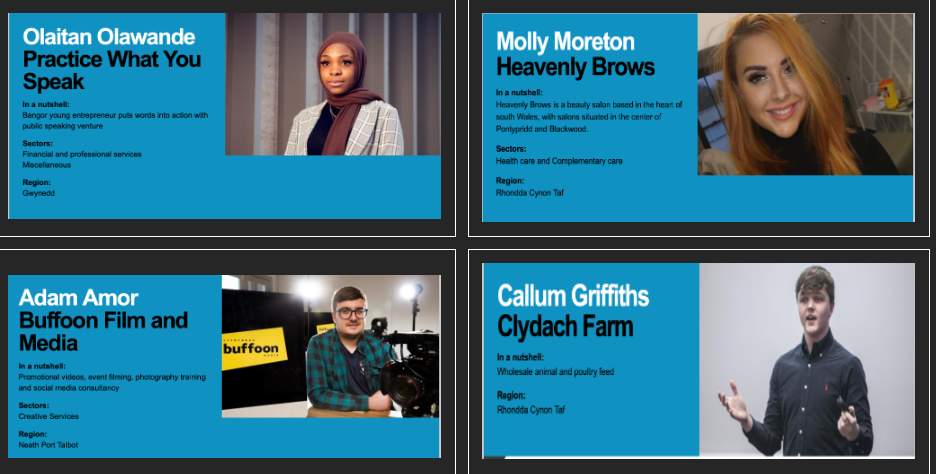 Olaitan Olawande
Practice What You
Speak
In a nutshell:
Bangor young entrepreneur puts words into action with
public speaking venture
Sectors:
Financial and professional services
Miscellaneous
Region:
Gwynedd
Molly Moreton
Heavenly Brows
In a nutshell:
Heavenly Brows is a beauty salon based in the heart of
south Wales, with salons situated in the center of
Pontypridd and Blackwood.
Sectors:
Health care and Complementary care
Region:
Rhondda Cynon Taf
Adam Amor
Buffoon Film and
Media
In a nutshell:
Promotional videos, event filming, photography training
and social media consultancy
Sectors:
Creative Services
Region:
Neath Port Talbot
buffoon
Callum Griffiths
Clydach Farm
In a nutshell:
Wholesale animal and poultry feed
Region:
Rhondda Cynon Taf